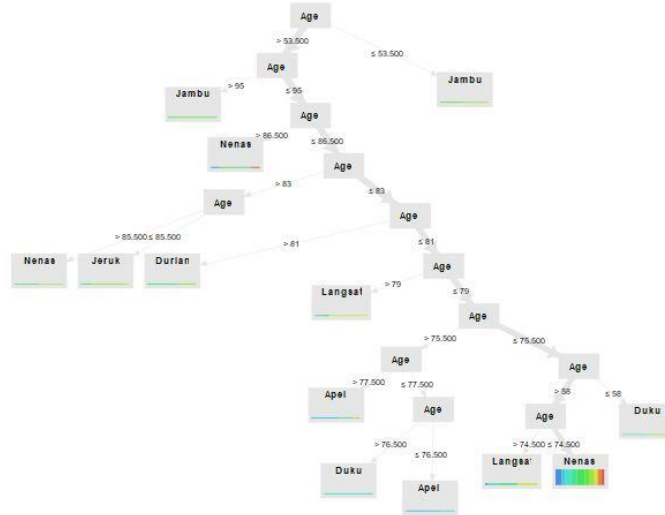 Age
> 53.500
≤ 53.500
Age
Jambu
> 95
≤ 95
Jambu
Age
> 86.500
≤ 86.500
Nenas
Age
> 83
≤ 83
Age
Age
> 85.500
≤ 85.500
> 81
≤ 81
Nenas
Jeruk
Durian
Age
> 79
≤ 79
Langsat
Age
> 75.500
≤ 75.500
Age
Age
> 77.500
≤ 77.500
> 58
≤ 58
Apel
Age
Age
Duku
> 76.500
≤ 76.500
> 74.500
≤ 74.500
Duku
Apel
Langsat
Nenas